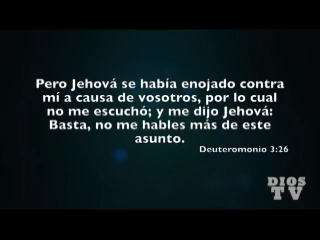 Pero Jehová se había enojado contra
mí a causa de vosotros, por lo cual
no me escuchó; y me dijo Jehová:
Basta, no me hables más de este
asunto.
Deuteromonio 3:26
DIOS
TV